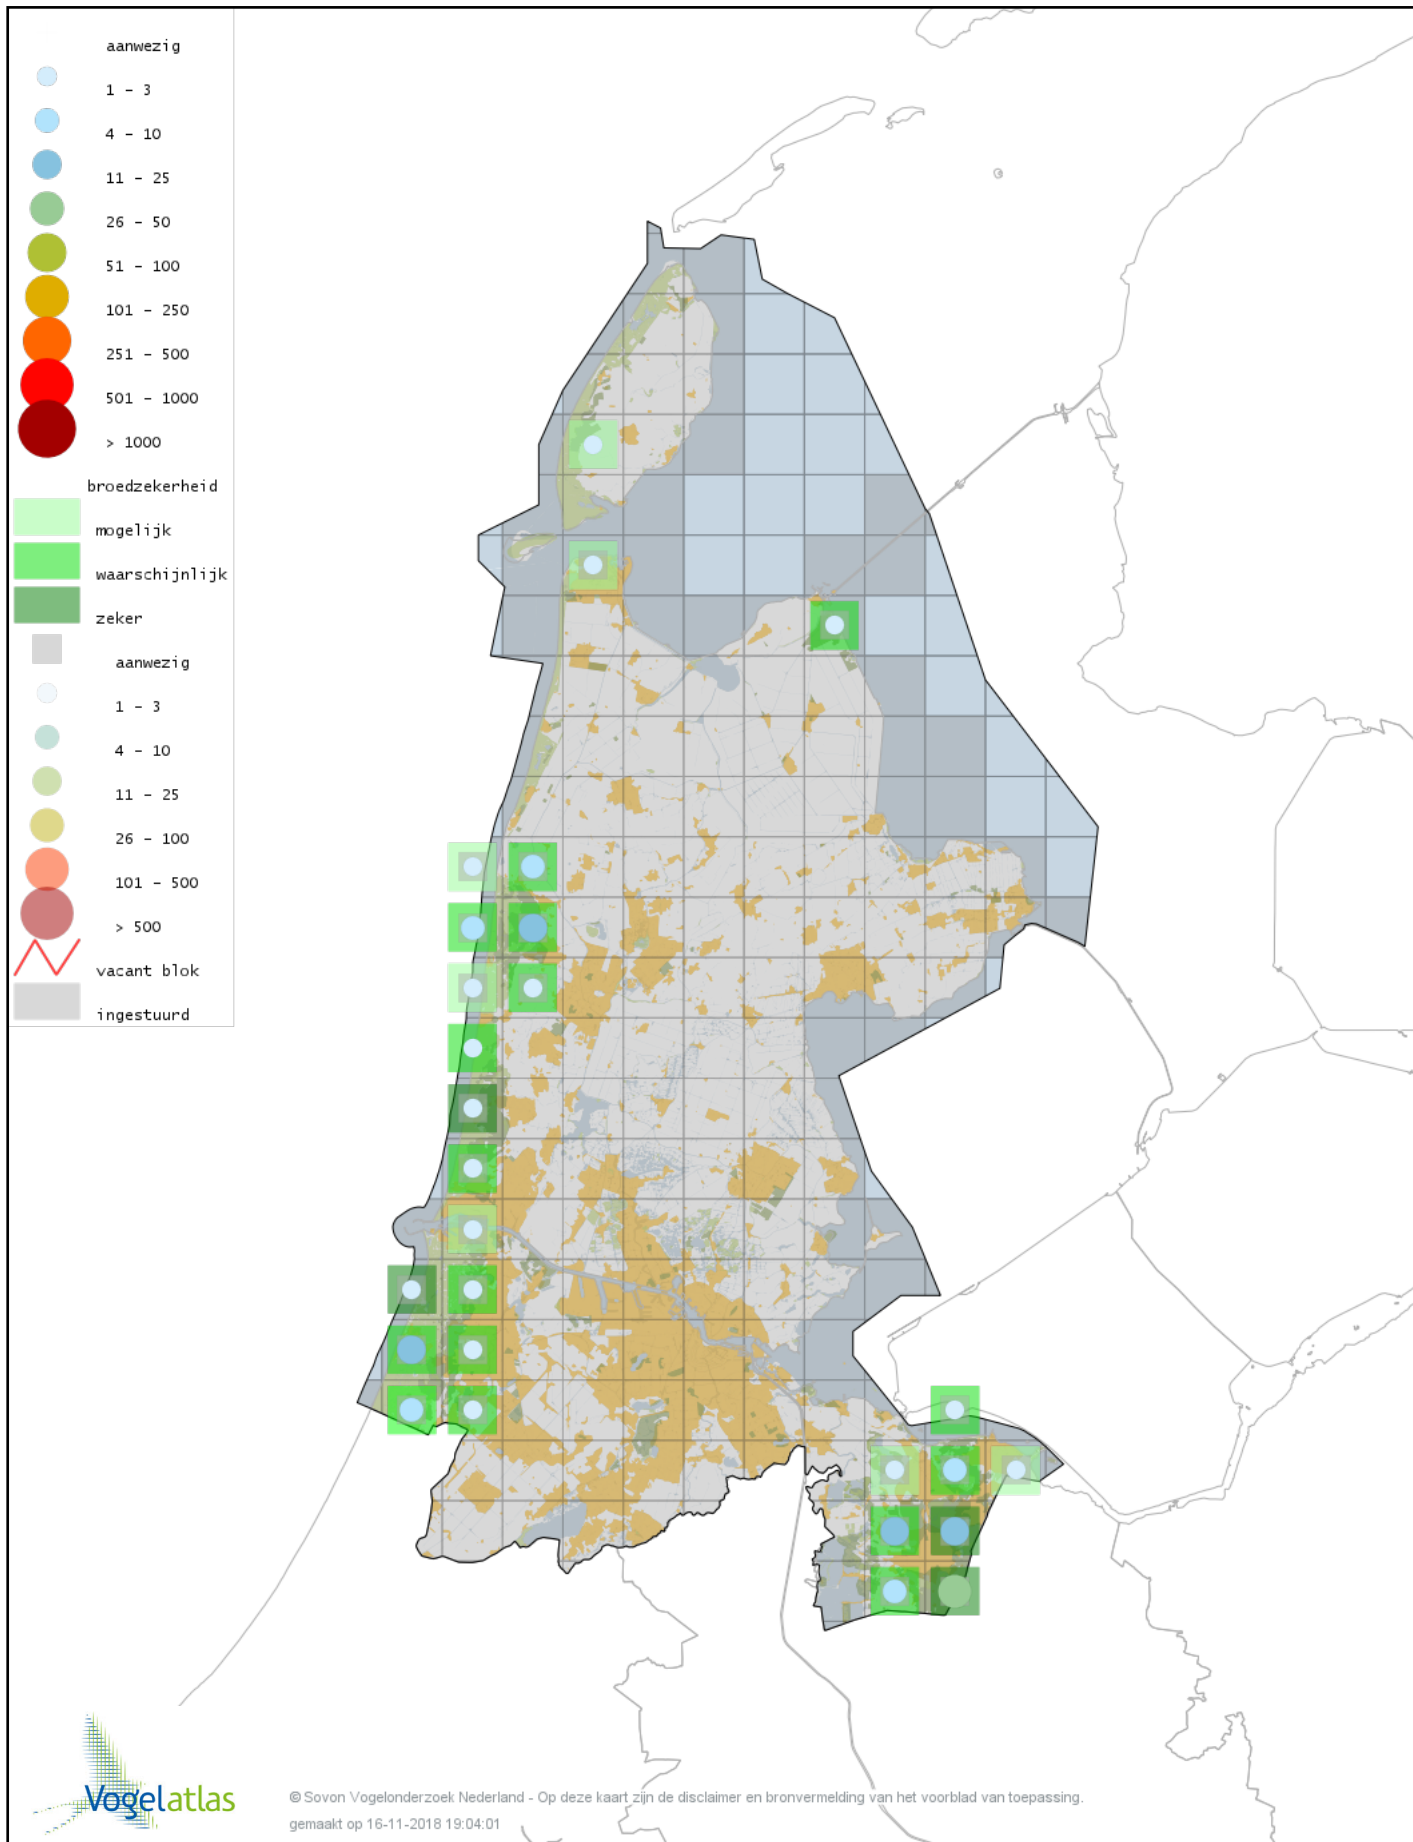 aanwezig
1 - 3
4 - 10
11 - 25
26 - 50
51 - 100
101 - 250
251 - 500
501 - 1000
> 1000
broedzekerheid
mogelijk
waarschijnlijk
zeker
aanwezig
1 - 3
4 - 10
11 - 25
26 - 100
101 - 500
> 500
vacant blok
ingestuurd
Vogelatlas
© Sovon Vogelonderzoek Nederland - Op deze kaart zijn de disclaimer en bronvermelding van het voorblad van toepassing.
gemaakt op 16-11-2018 19:04:01